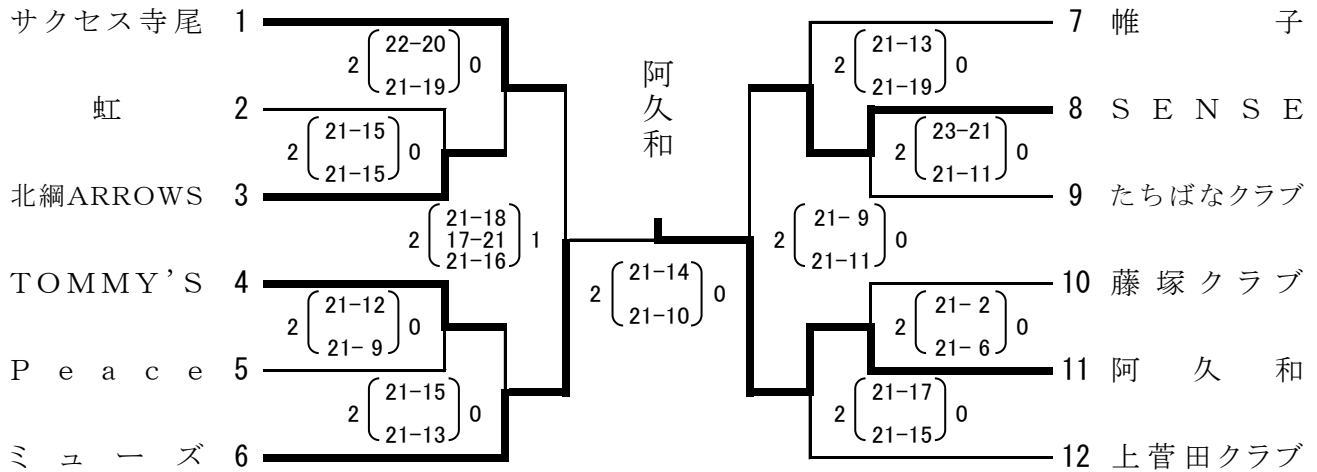 サクセス寺尾 1
22-20
2 0
21-19
虹 2
21-15
2 0
21-15
北綱ARROWS 3
21-18
2 17-21 1
21-16
TOMMY'S 4
21-12
2 0
21- 9
Peace 5
21-15
2 0
21-13
ミューズ 6
阿久和
21-14
2 0
21-10
7 帷子
21-13
2 0
21-19
8 SENSE
23-21
2 0
21-11
9 たちばなクラブ
21- 9
2 0
21-11
10 藤塚クラブ
21- 2
2 0
21- 6
11 阿久和
21-17
2 0
21-15
12 上菅田クラブ